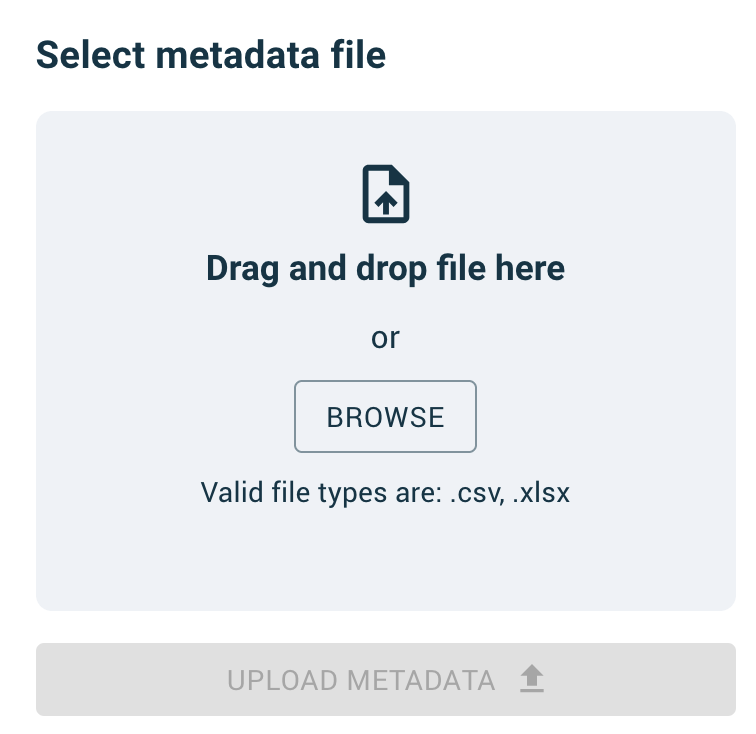 Select metadata file
Drag and drop file here
or
BROWSE
Valid file types are: .csv, .xlsx
UPLOAD METADATA